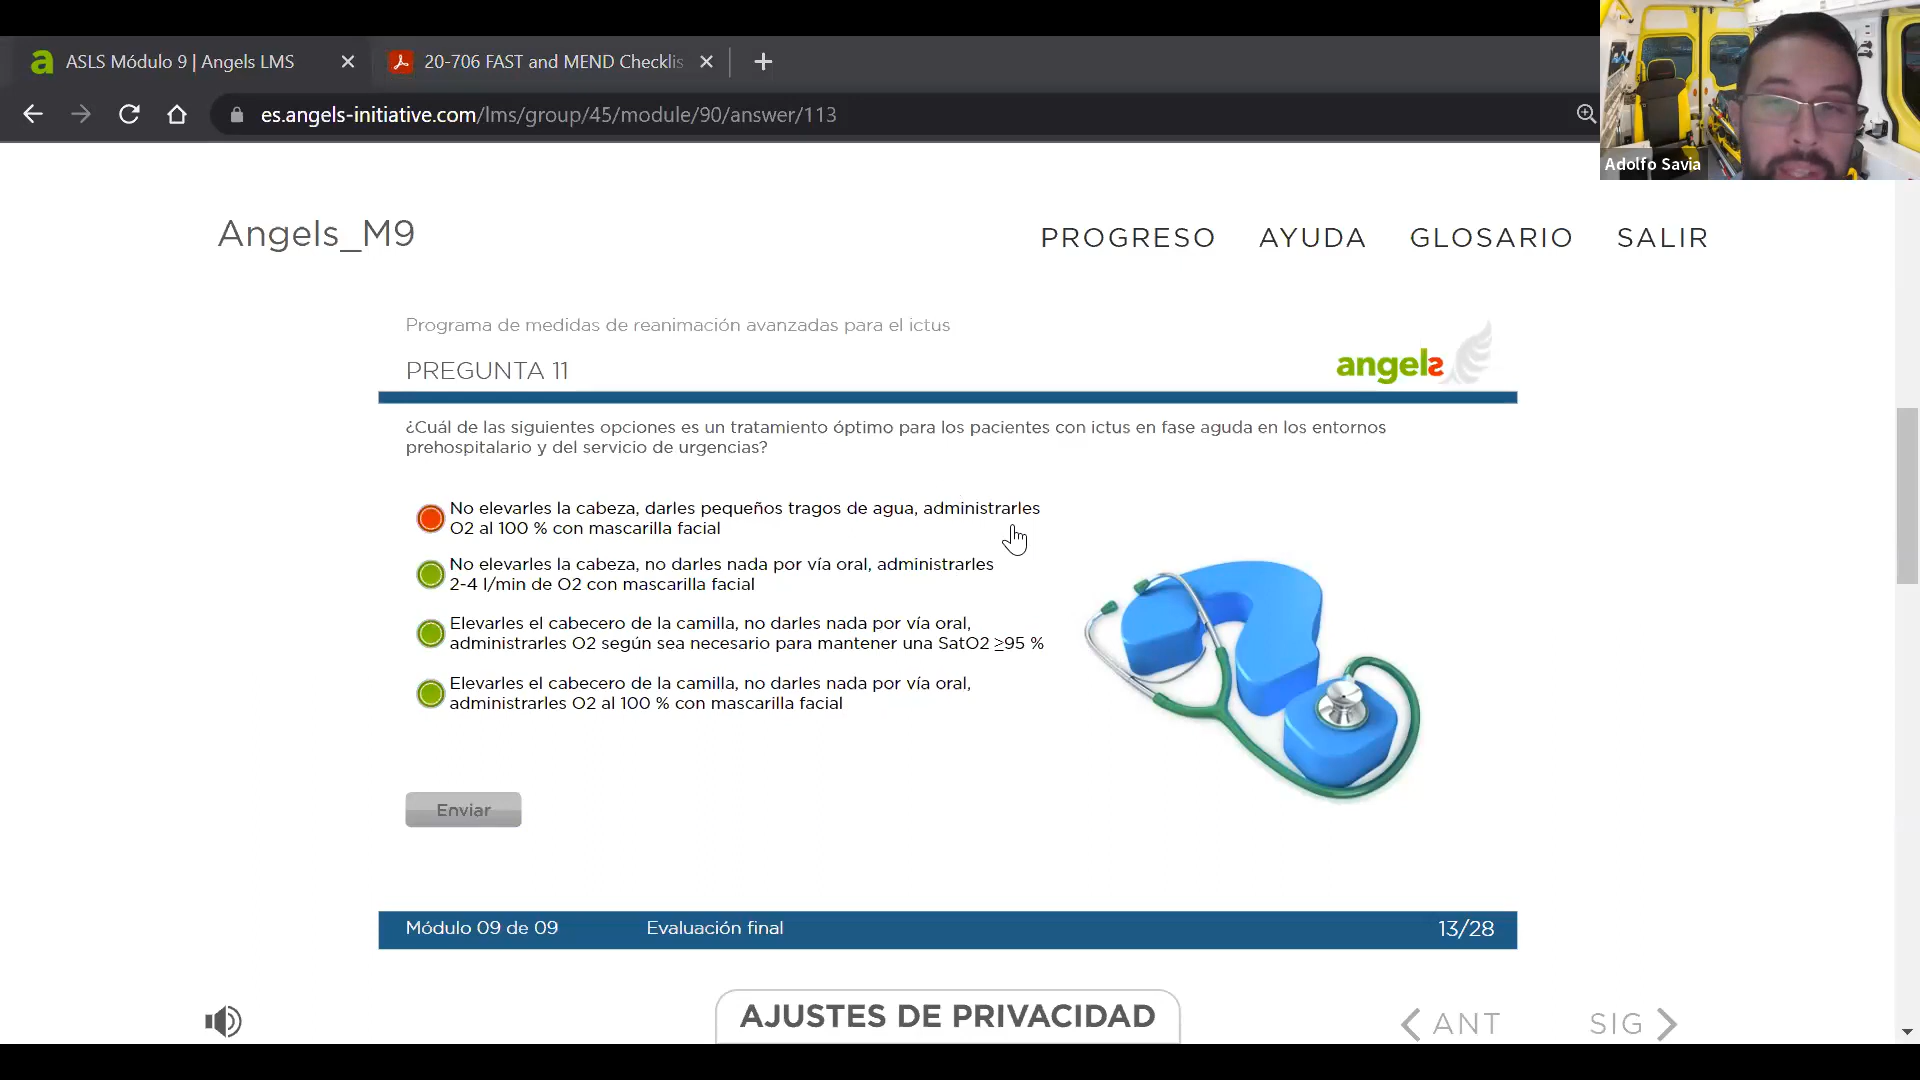 ASLS Módulo 9 | Angels LMS
20-706 FAST and MEND Checklis
es.angels-initiative.com/lms/group/45/module/90/answer/113
Adolfo Savia
Angels_M9
PROGRESO
AYUDA
GLOSARIO
SALIR
Programa de medidas de reanimación avanzadas para el ictus
PREGUNTA 11
angels
¿Cuál de las siguientes opciones es un tratamiento óptimo para los pacientes con ictus en fase aguda en los entornos
prehospitalario y del servicio de urgencias?
No elevarles la cabeza, darles pequeños tragos de agua, administrarles
O2 al 100 % con mascarilla facial
No elevarles la cabeza, no darles nada por vía oral, administrarles
2-4 l/min de O2 con mascarilla facial
Elevarles el cabecero de la camilla, no darles nada por vía oral,
administrarles O2 según sea necesario para mantener una SatO2 ≥95 %
Elevarles el cabecero de la camilla, no darles nada por vía oral,
administrarles O2 al 100 % con mascarilla facial
Enviar
Módulo 09 de 09
Evaluación final
13/28
AJUSTES DE PRIVACIDAD
ANT
SIG